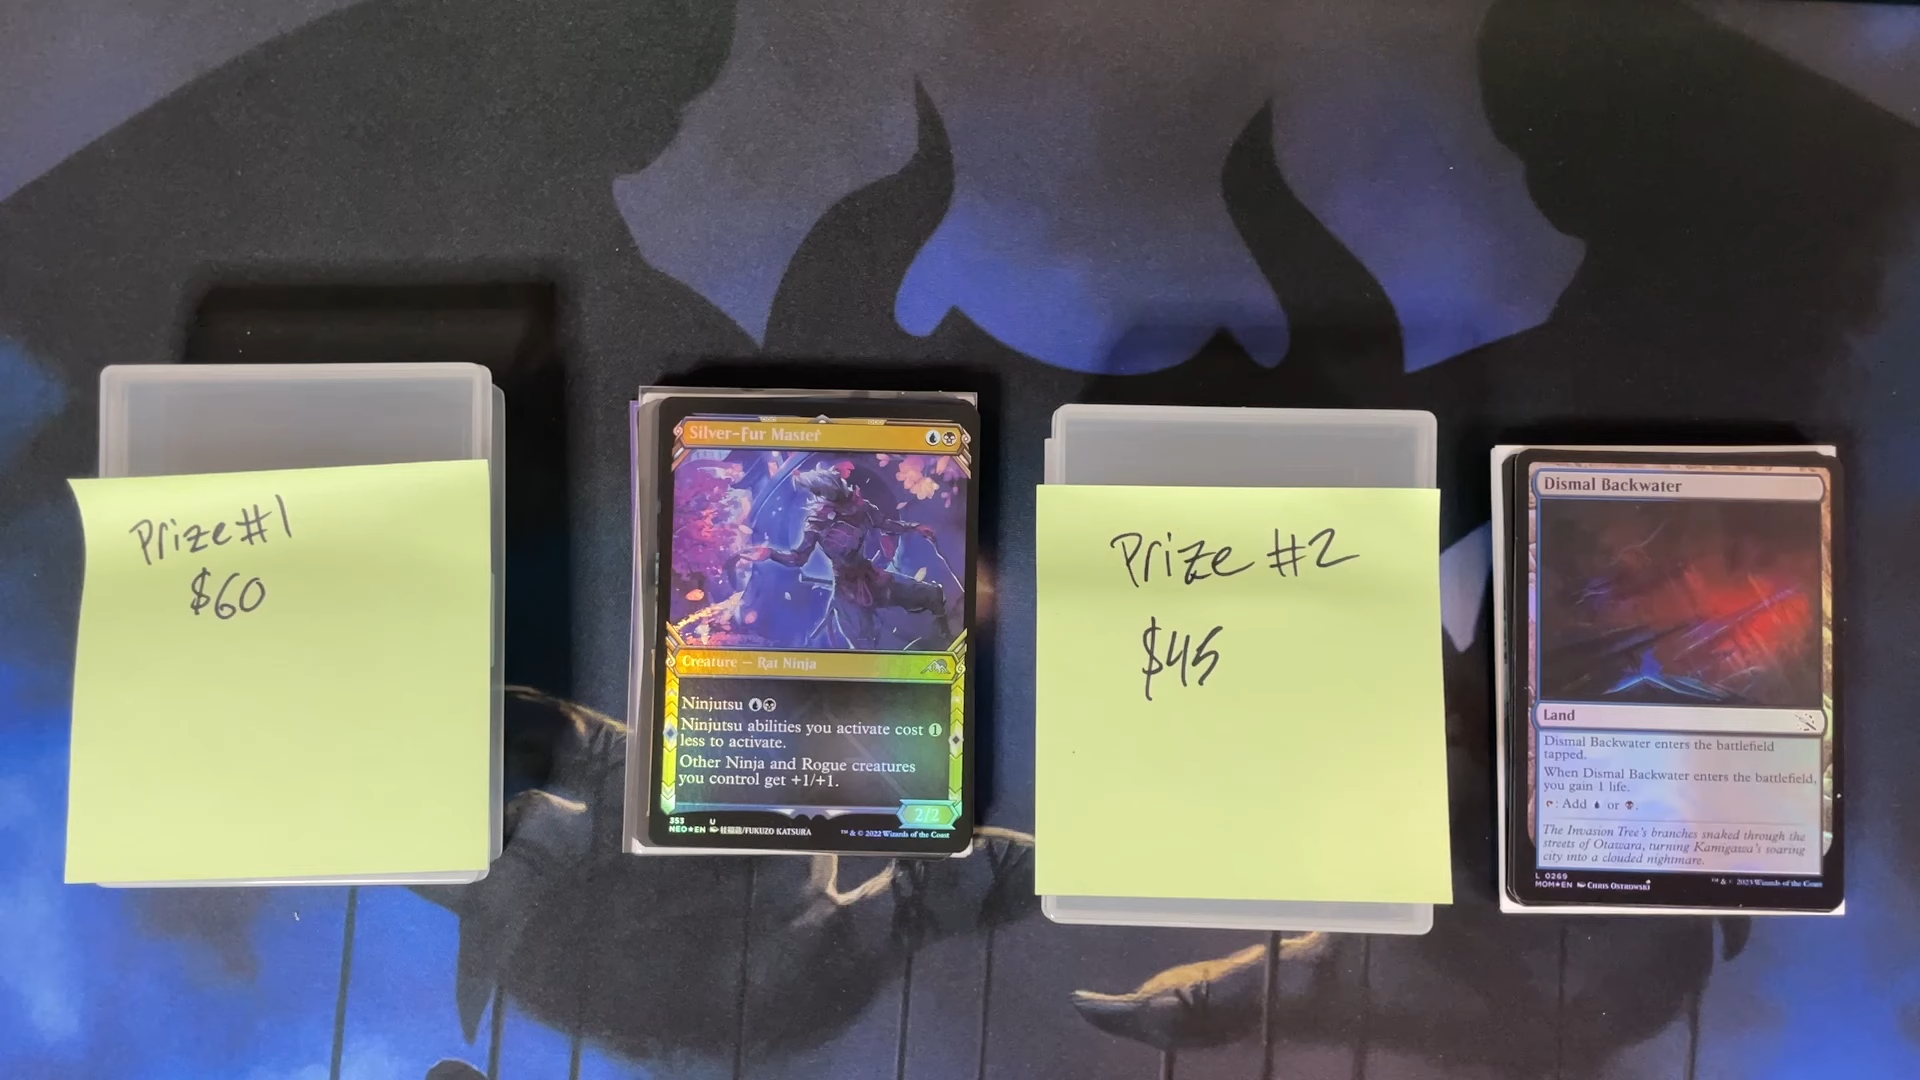 Prize #1
$60
Silver-Fur Master
Creature — Rat Ninja
Ninjutsu
Ninjutsu abilities you activate cost 1
less to activate.
Other Ninja and Rogue creatures
you control get +1/+1.
2/2
353 U
NEO★EN FUKUZO KATSURA ™ & © 2022 Wizards of the Coast
Prize #2
$45
Dismal Backwater
Land
Dismal Backwater enters the battlefield
tapped.
When Dismal Backwater enters the battlefield,
you gain 1 life.
: Add or .
The Invasion Tree's branches snaked through the
streets of Otawara, turning Kamigawa's soaring
city into a clouded nightmare.
L 0269
MOM★EN Chris Ostrowski ™ & © 2023 Wizards of the Coast